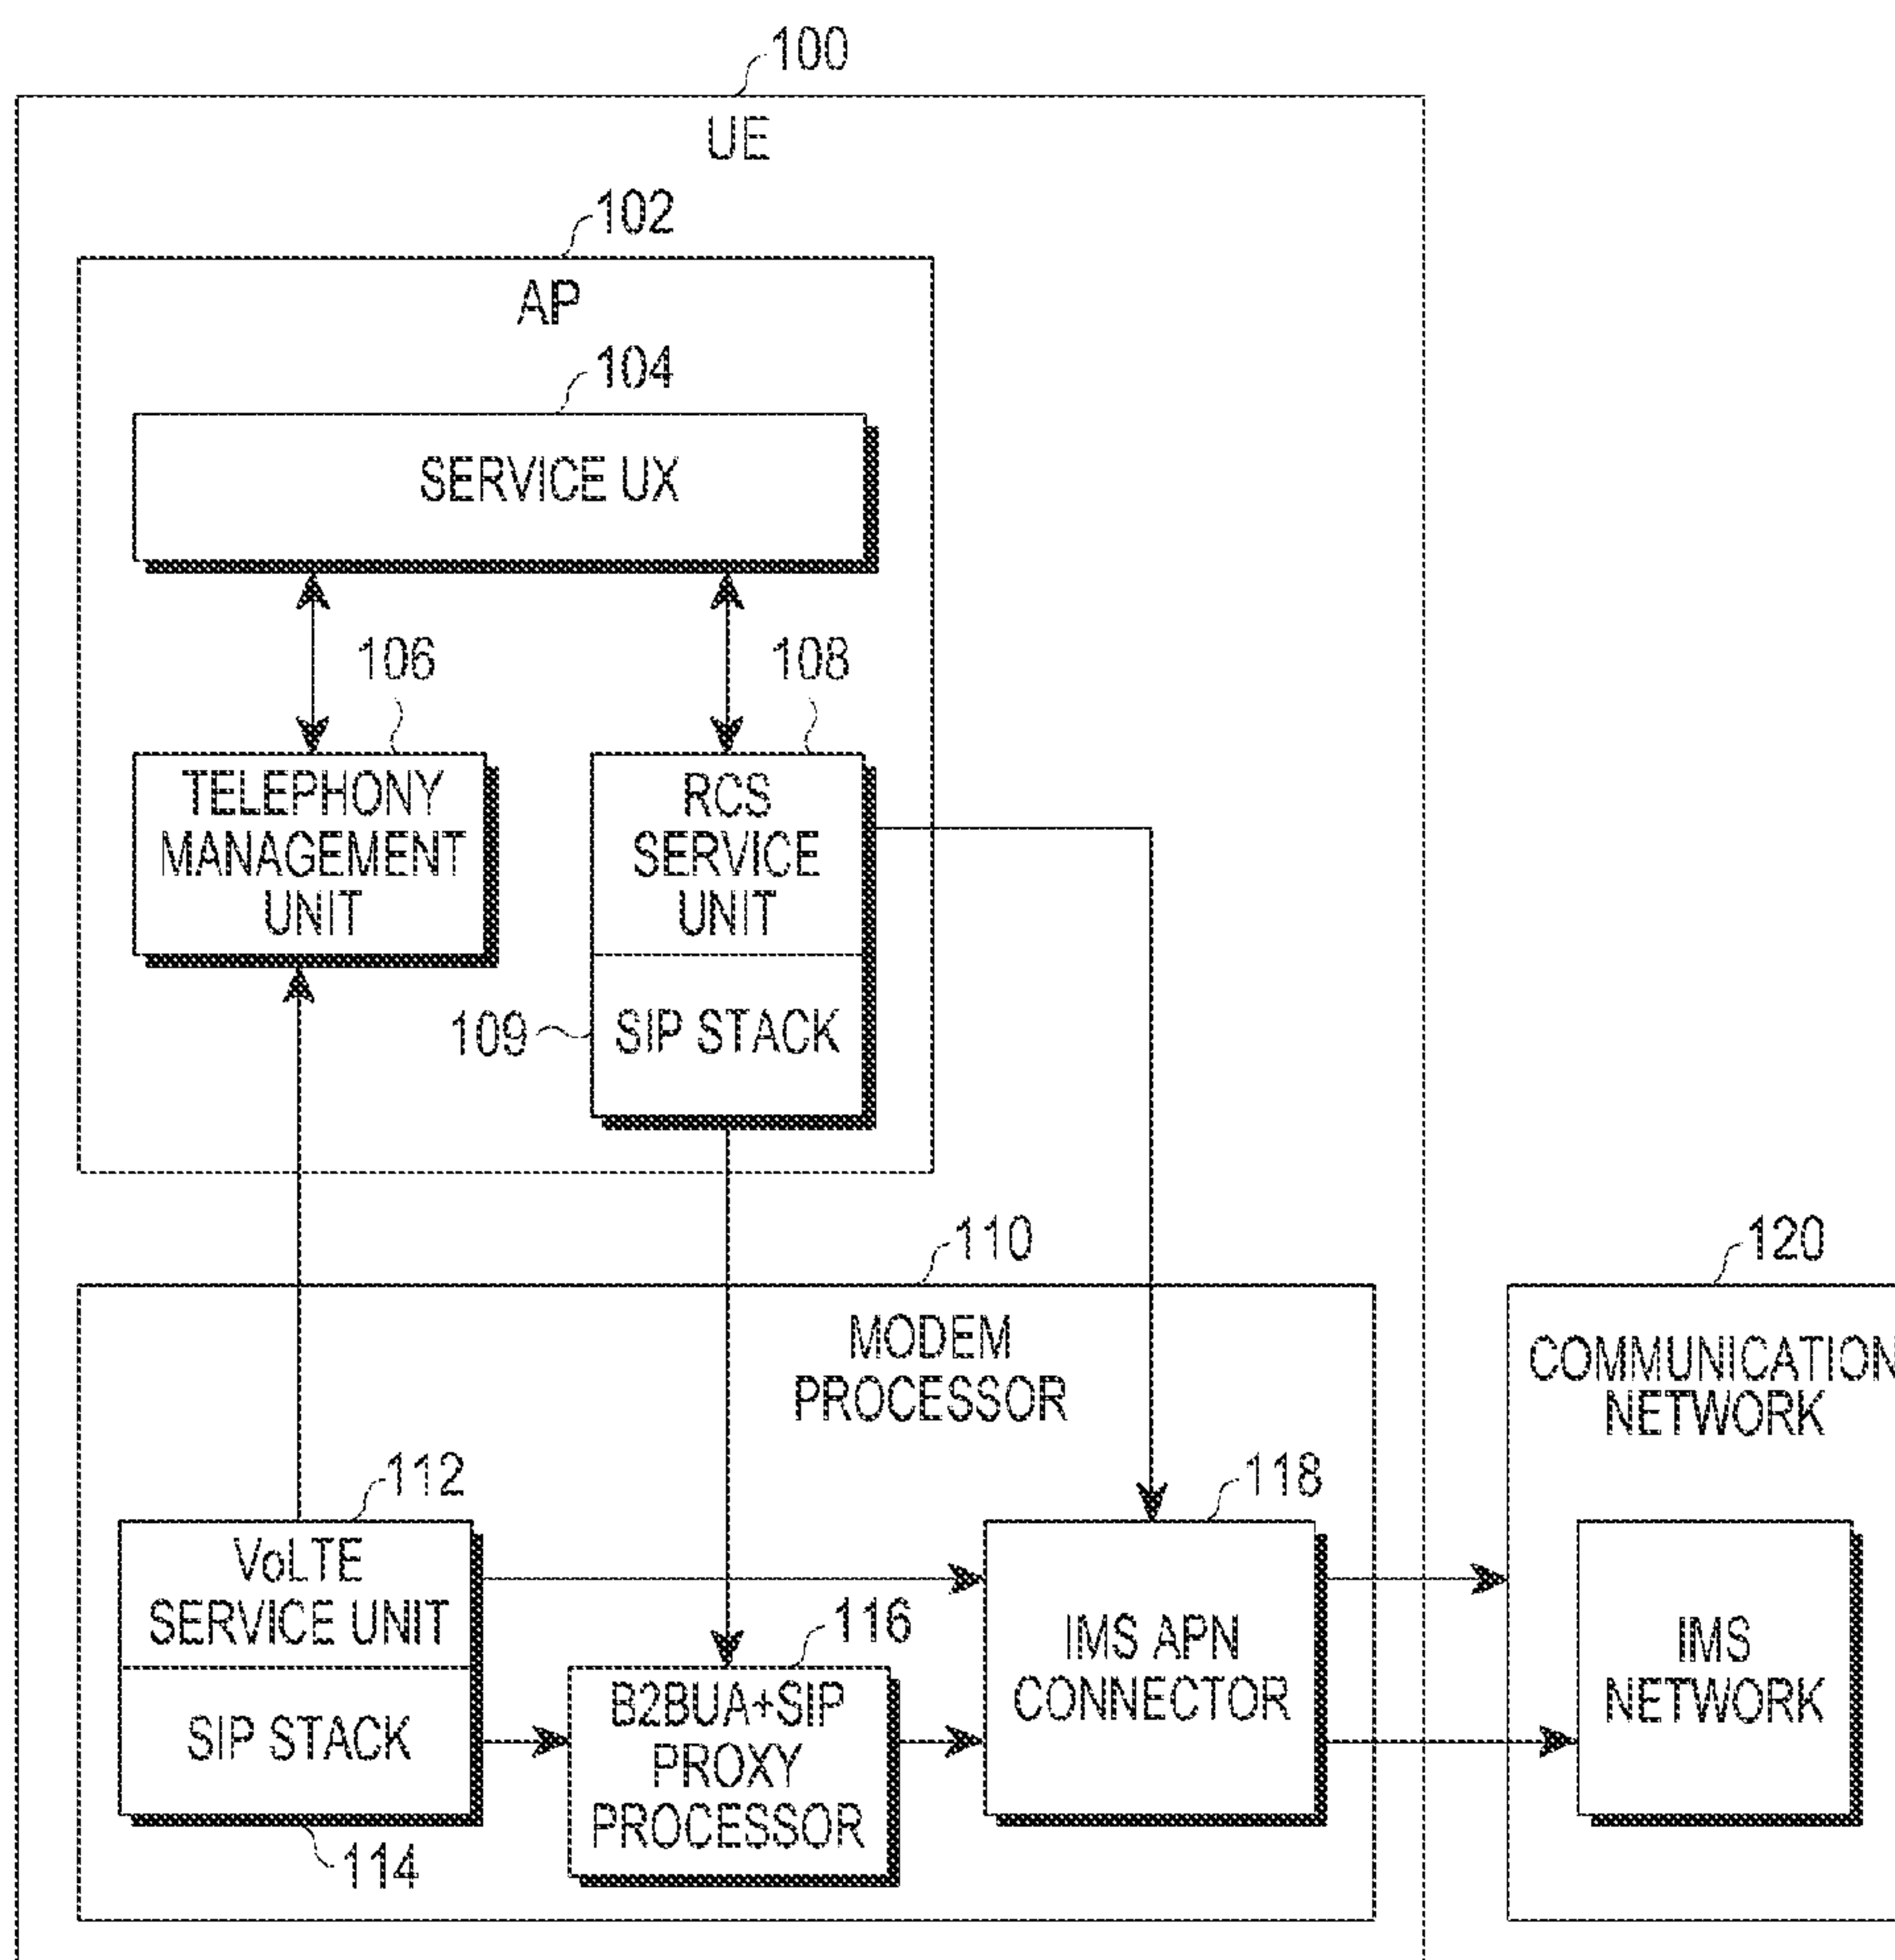 100
UE
102
AP
104
SERVICE UX
106
108
TELEPHONY
MANAGEMENT
UNIT
RCS
SERVICE
UNIT
109
SIP STACK
110
120
MODEM
PROCESSOR
COMMUNICATION
NETWORK
112
118
VoLTE
SERVICE UNIT
116
IMS APN
CONNECTOR
IMS
NETWORK
SIP STACK
B2BUA+SIP
PROXY
PROCESSOR
114